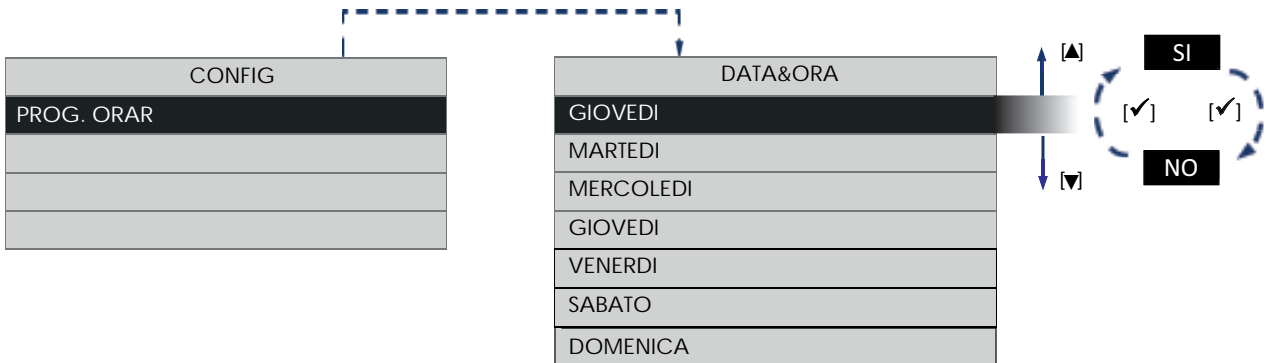 CONFIG
PROG. ORAR
DATA&ORA
GIOVEDI
MARTEDI
MERCOLEDI
GIOVEDI
VENERDI
SABATO
DOMENICA
[▲]
[▼]
SI
[✔] [✔]
NO